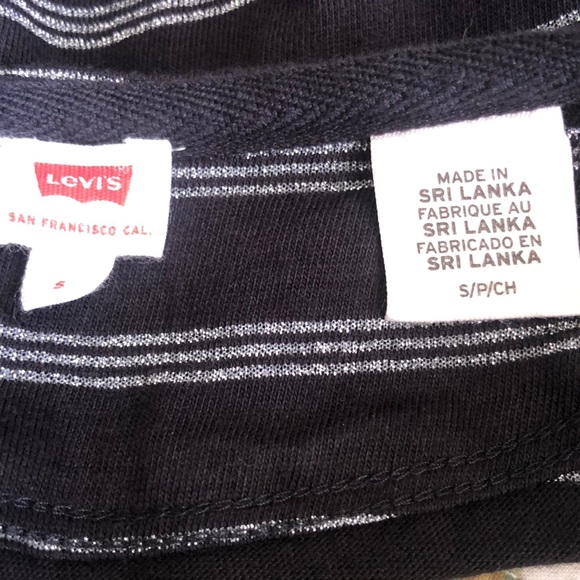 LEVI'S
SAN FRANCISCO CAL.
S
MADE IN
SRI LANKA
FABRIQUE AU
SRI LANKA
FABRICADO EN
SRI LANKA
S/P/CH